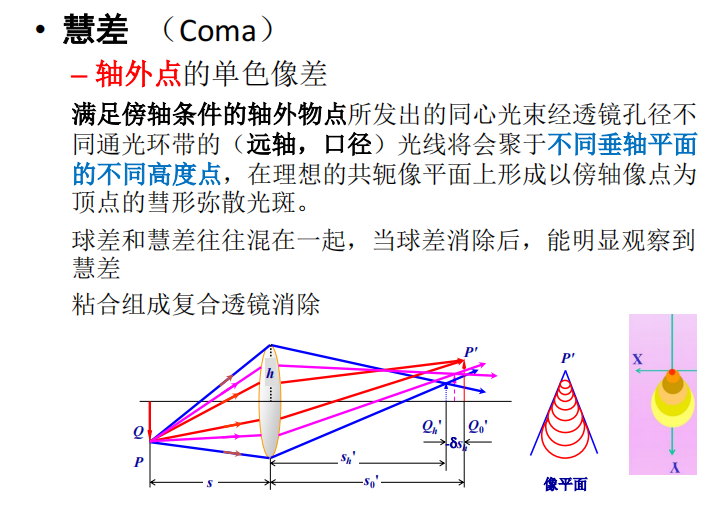 • 慧差 （Coma）
– 轴外点的单色像差
满足傍轴条件的轴外物点所发出的同心光束经透镜孔径不
同通光环带的（远轴，口径）光线将会聚于不同垂轴平面
的不同高度点，在理想的共轭像平面上形成以傍轴像点为
顶点的彗形弥散光斑。
球差和慧差往往混在一起，当球差消除后，能明显观察到
慧差
粘合组成复合透镜消除
P'
P'
X
h
Q
Qh'
Q0'
-δsh'
P
sh'
s
s0'
像平面
Y